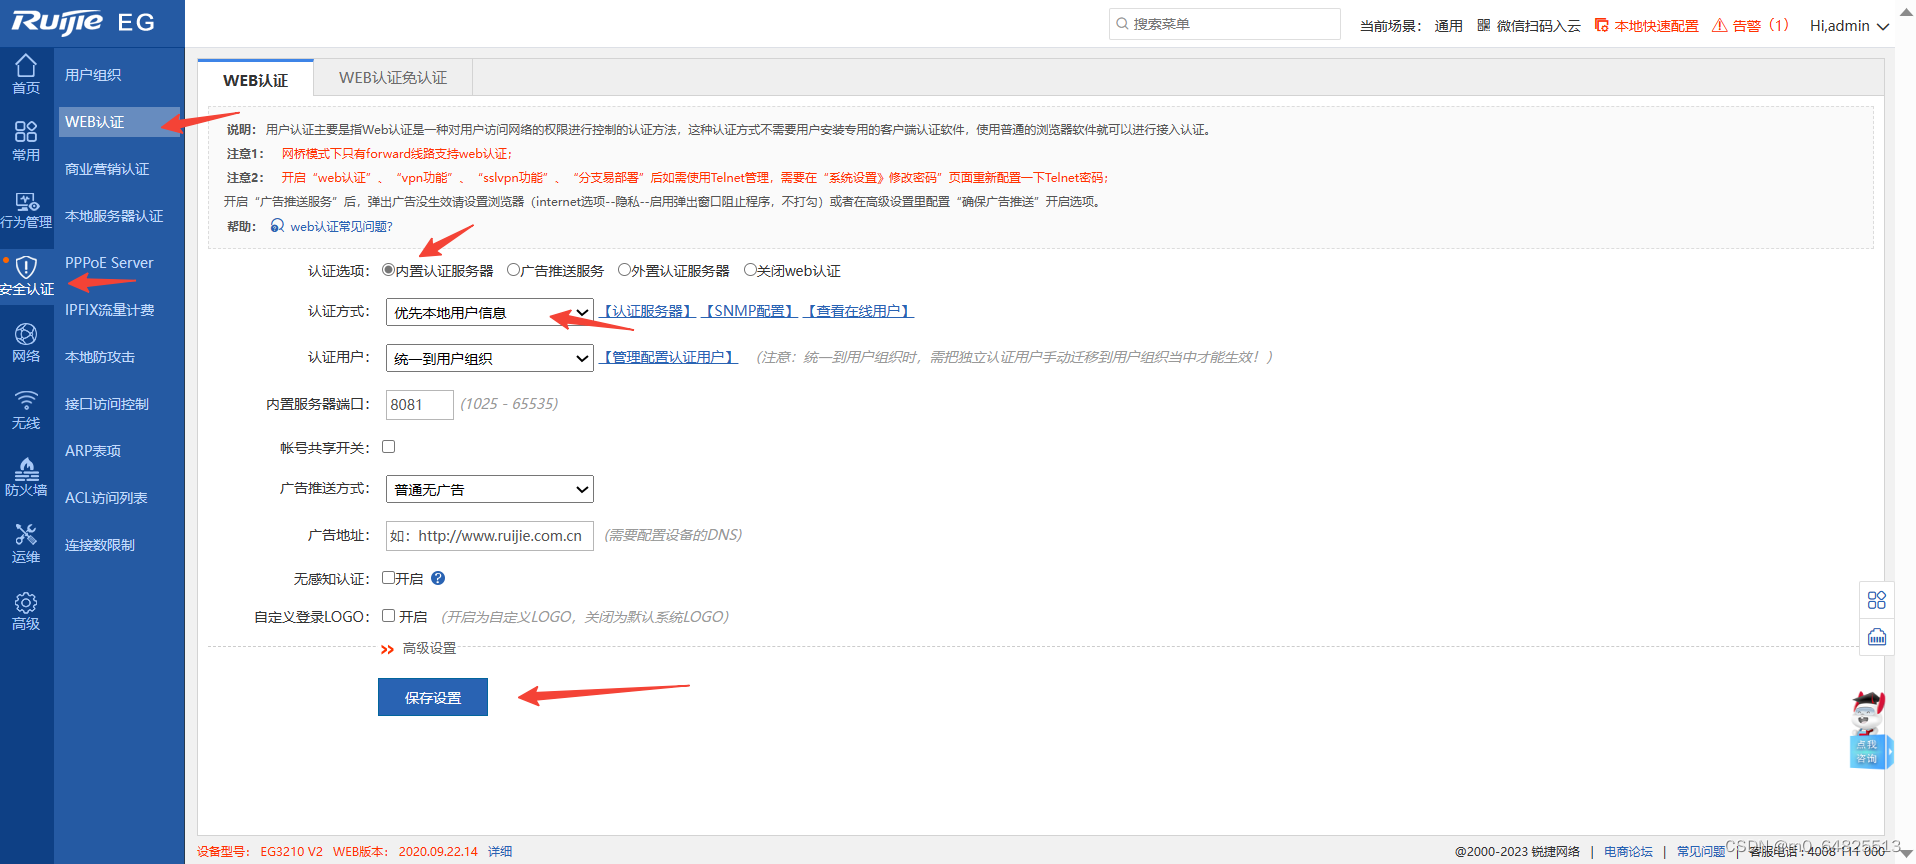 Ruijie EG
搜索菜单
当前场景： 通用 微信扫码入云 本地快速配置 告警（1） Hi,admin
首页
常用
行为管理
安全认证
网络
无线
防火墙
运维
高级
用户组织
WEB认证
商业营销认证
本地服务器认证
PPPoE Server
IPFIX流量计费
本地防攻击
接口访问控制
ARP表项
ACL访问列表
连接数限制
WEB认证 WEB认证免认证
说明： 用户认证主要是指Web认证是一种对用户访问网络的权限进行控制的认证方法，这种认证方式不需要用户安装专用的客户端认证软件，使用普通的浏览器软件就可以进行接入认证。
注意1： 网桥模式下只有forward线路支持web认证；
注意2： 开启“web认证”、“vpn功能”、“sslvpn功能”、“分支易部署”后如需使用Telnet管理，需要在“系统设置》修改密码”页面重新配置一下Telnet密码；
开启“广告推送服务”后，弹出广告没生效请设置浏览器（internet选项--隐私--启用弹出窗口阻止程序，不打勾）或者在高级设置里配置“确保广告推送”开启选项。
帮助： web认证常见问题?
认证选项： 内置认证服务器 广告推送服务 外置认证服务器 关闭web认证
认证方式： 优先本地用户信息 【认证服务器】 【SNMP配置】 【查看在线用户】
认证用户： 统一到用户组织 【管理配置认证用户】 （注意：统一到用户组织时，需把独立认证用户手动迁移到用户组织当中才能生效！）
内置服务器端口： 8081 (1025 - 65535)
帐号共享开关：
广告推送方式： 普通无广告
广告地址： 如：http://www.ruijie.com.cn (需要配置设备的DNS)
无感知认证： 开启
自定义登录LOGO： 开启 (开启为自定义LOGO，关闭为默认系统LOGO)
高级设置
保存设置
点我
咨询
设备型号： EG3210 V2 WEB版本： 2020.09.22.14 详细
@2000-2023 锐捷网络 | 电商论坛 | 常见问题 | 客服电话：4008 111 000
CSDN @m0_64825513